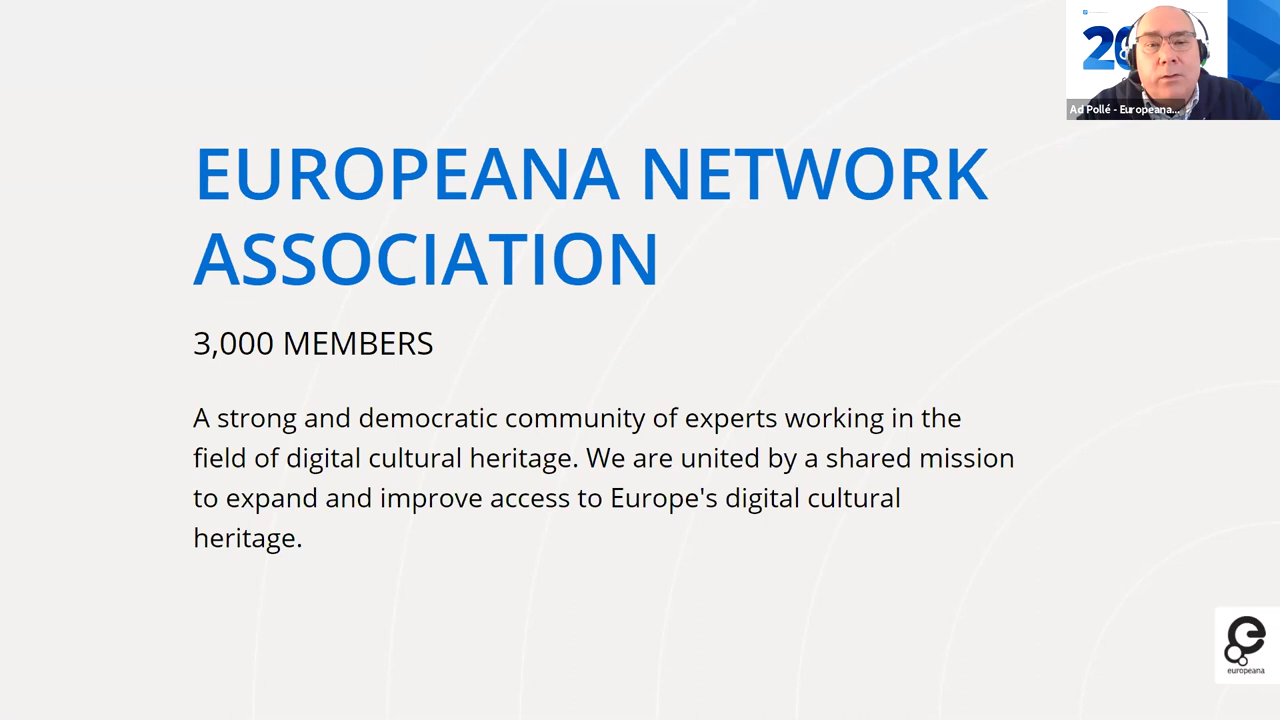 20
Ad Pollé - Europeana...
EUROPEANA NETWORK
ASSOCIATION
3,000 MEMBERS
A strong and democratic community of experts working in the
field of digital cultural heritage. We are united by a shared mission
to expand and improve access to Europe's digital cultural
heritage.
europeana